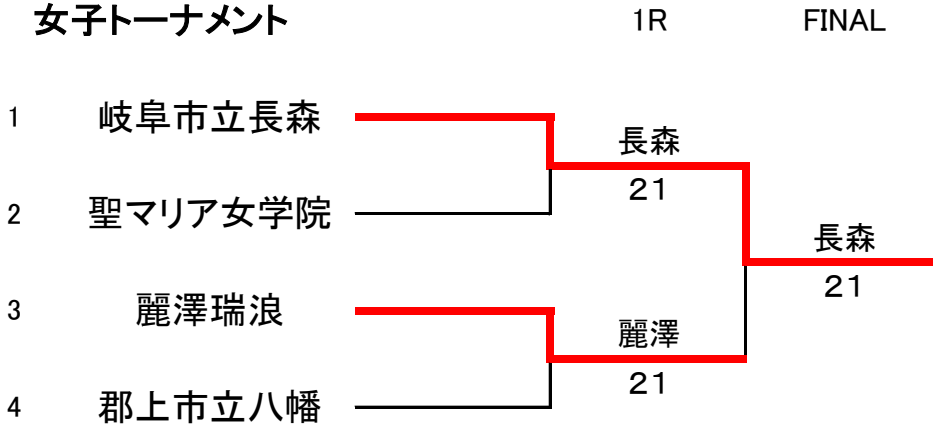 女子トーナメント 1R FINAL
1 岐阜市立長森
長森
21
2 聖マリア女学院
長森
21
3 麗澤瑞浪
麗澤
21
4 郡上市立八幡